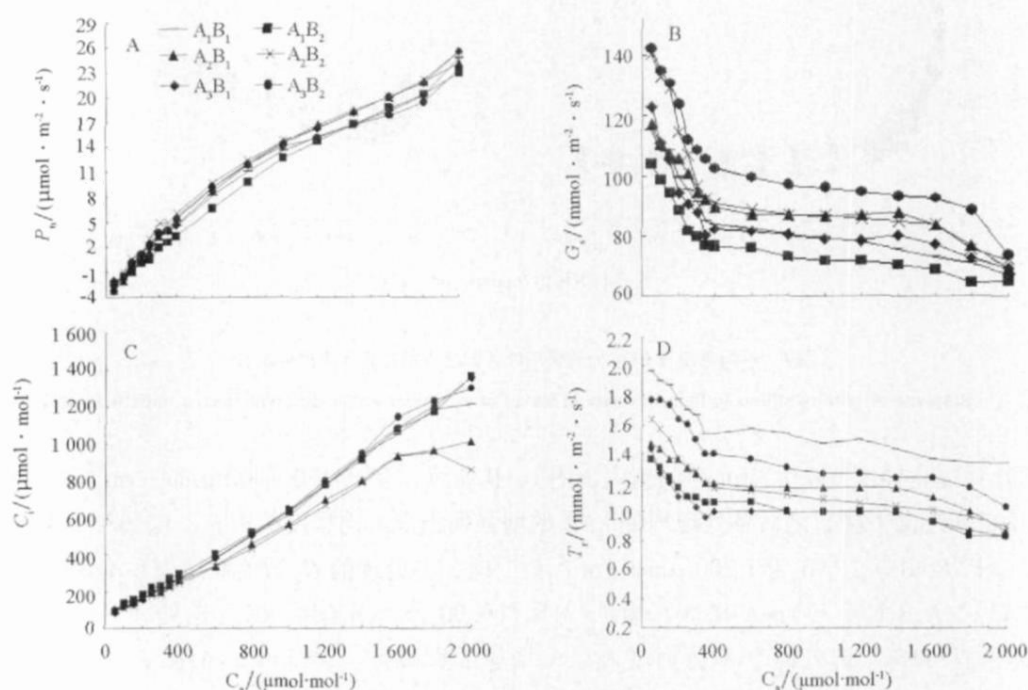 A
A₁B₁
A₁B₂
A₂B₁
A₂B₂
A₃B₁
A₃B₂
29
26
23
20
17
14
11
8
5
2
-1
-4
Pₙ/(μmol · m⁻² · s⁻¹)
B
140
120
100
80
60
Gₛ/(mmol · m⁻² · s⁻¹)
C
1 600
1 400
1 200
1 000
800
600
400
200
0
Cᵢ/(μmol · mol⁻¹)
0 400 800 1 200 1 600 2 000
Cₐ/(μmol·mol⁻¹)
D
2.2
2.0
1.8
1.6
1.4
1.2
1.0
0.8
0.6
0.4
0.2
Tᵣ/(mmol · m⁻² · s⁻¹)
0 400 800 1 200 1 600 2 000
Cₐ/(μmol·mol⁻¹)